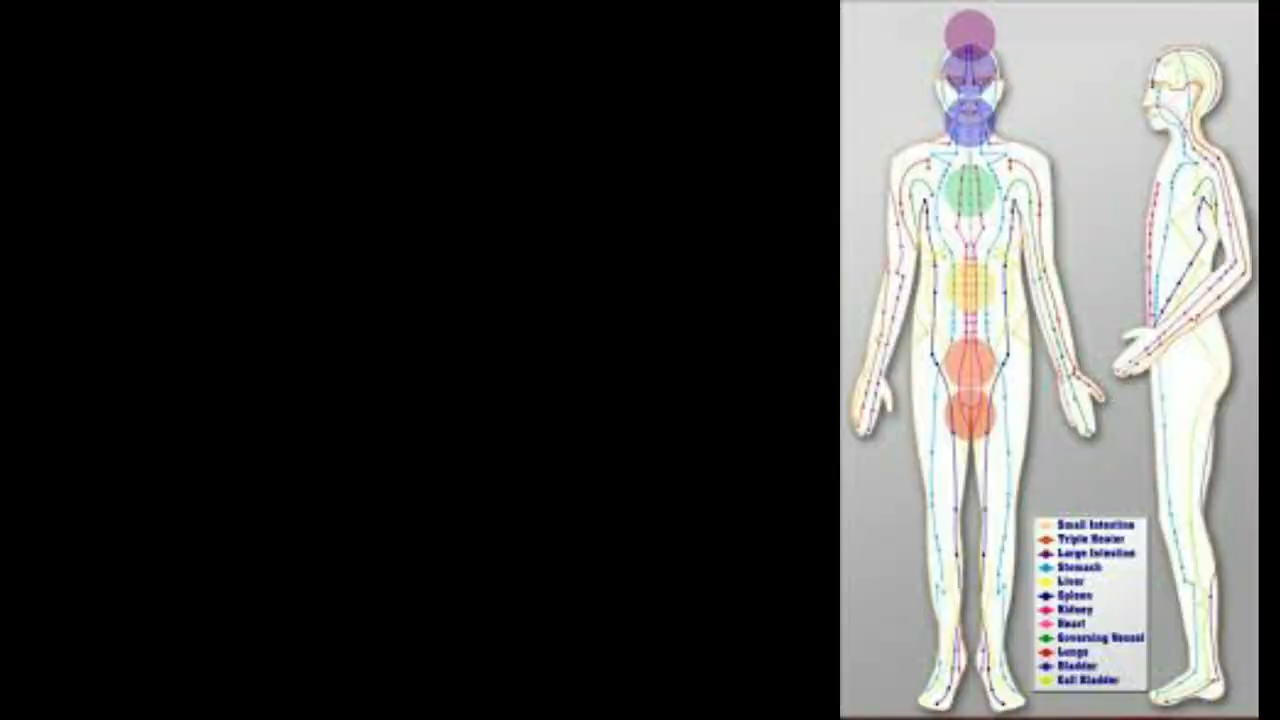 Small Intestine
Triple Heater
Large Intestine
Stomach
Liver
Spleen
Kidney
Heart
Governing Vessel
Lungs
Bladder
Gall Bladder